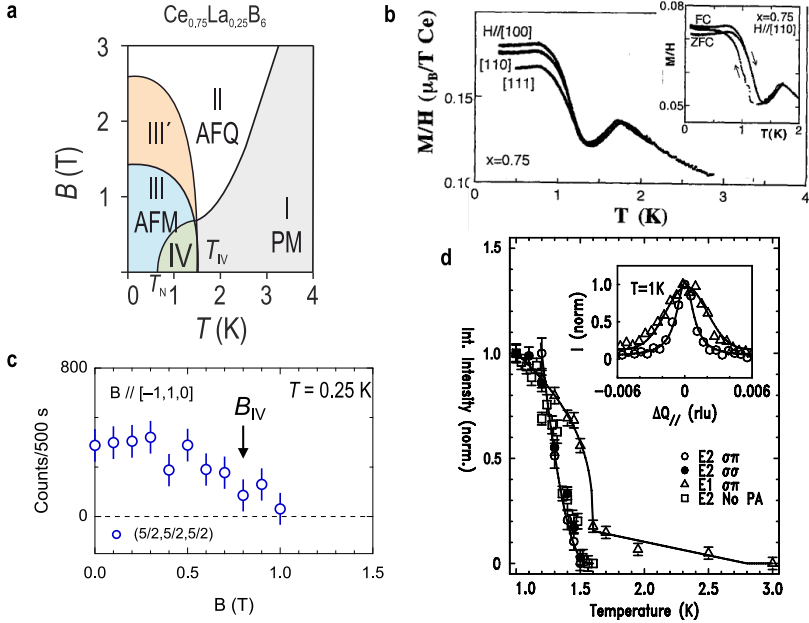 a
Ce0,75La0,25B6
B (T)
3
2
1
II
AFQ
III′
III
AFM
IV
I
PM
TIV
TN
0
1
2
3
4
T (K)
b
M/H (μB/T Ce)
0.15
0.10
H//[100]
[110]
[111]
x=0.75
0
1
2
3
4
T (K)
0.08
FC
x=0.75
H//[110]
ZFC
M/H
0.05
0
1
2
T(K)
c
800
B // [−1,1.0]
T = 0.25 K
BIV
Counts/500 s
0
(5/2,5/2,5/2)
0.0
0.5
1.0
1.5
B (T)
d
1.5
1.0
0.5
0
Int. Intensity (norm.)
T=1K
I (norm)
1.0
0.5
0
−0.006
0
0.006
ΔQ// (rlu)
E2 σπ
E2 σσ
E1 σπ
E2 No PA
1.0
1.5
2.0
2.5
3.0
Temperature (K)